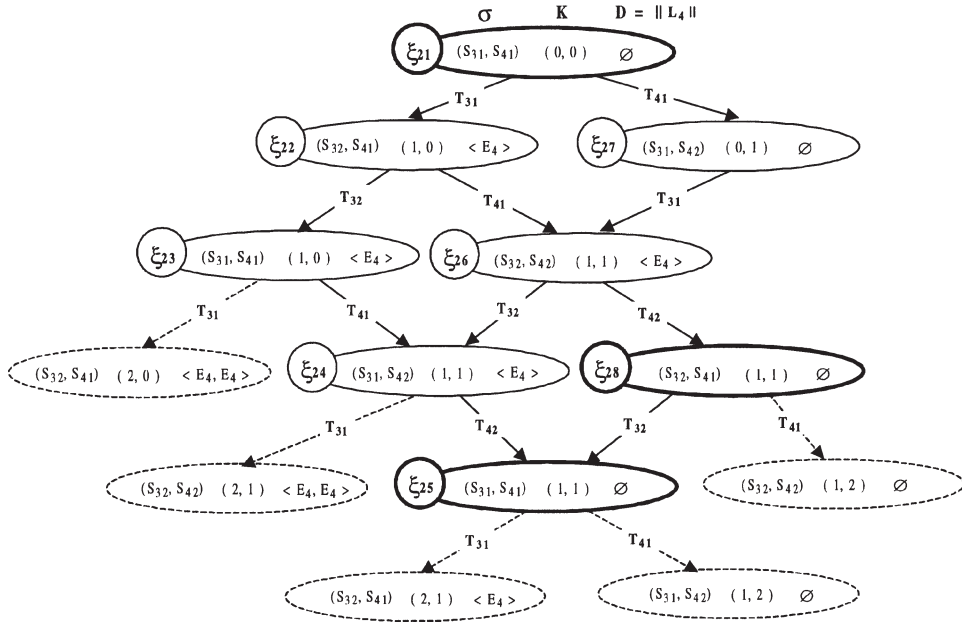 σ K D = || L4 ||
ξ21 (S31, S41) (0, 0) ∅
T31 T41
ξ22 (S32, S41) (1, 0) < E4 > ξ27 (S31, S42) (0, 1) ∅
T32 T41 T31
ξ23 (S31, S41) (1, 0) < E4 > ξ26 (S32, S42) (1, 1) < E4 >
T31 T41 T32 T42
(S32, S41) (2, 0) < E4, E4 > ξ24 (S31, S42) (1, 1) < E4 > ξ28 (S32, S41) (1, 1) ∅
T31 T42 T32 T41
(S32, S42) (2, 1) < E4, E4 > ξ25 (S31, S41) (1, 1) ∅ (S32, S42) (1, 2) ∅
T31 T41
(S32, S41) (2, 1) < E4 > (S31, S42) (1, 2) ∅